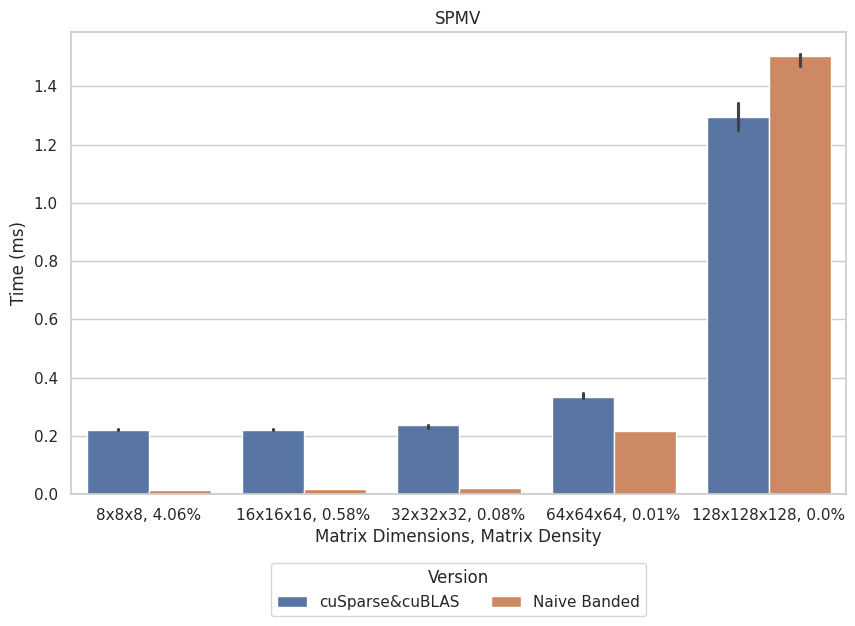 SPMV
Time (ms)
1.4
1.2
1.0
0.8
0.6
0.4
0.2
0.0
8x8x8, 4.06% 16x16x16, 0.58% 32x32x32, 0.08% 64x64x64, 0.01% 128x128x128, 0.0%
Matrix Dimensions, Matrix Density
Version
cuSparse&cuBLAS Naive Banded